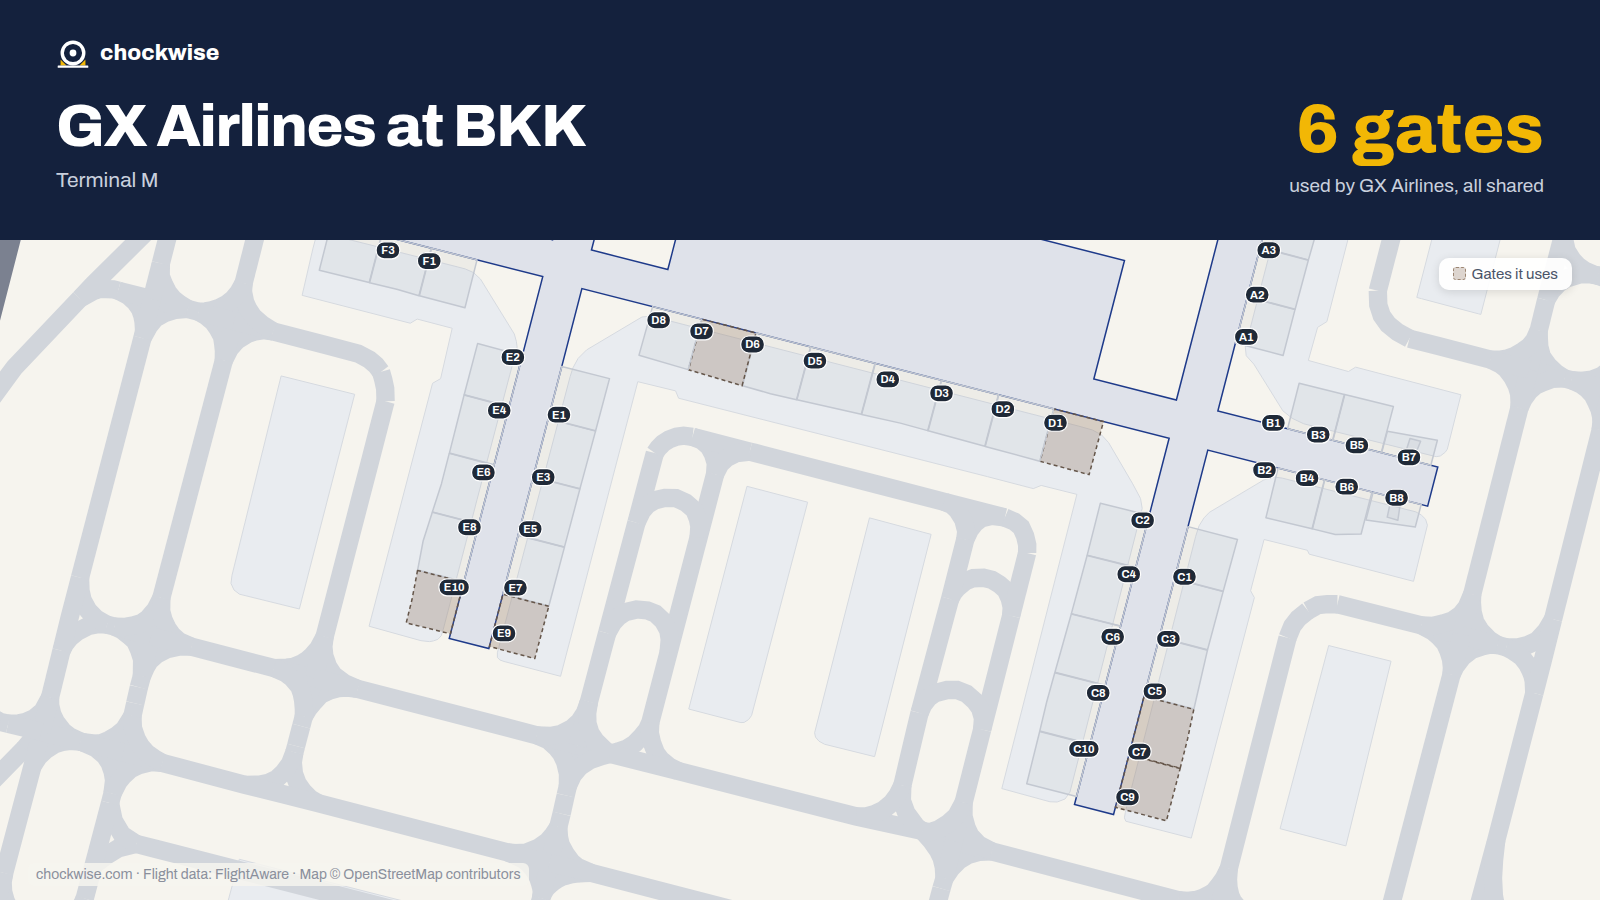 chockwise
GX Airlines at BKK
Terminal M
6 gates
used by GX Airlines, all shared
Gates it uses
F3
F1
A3
A2
A1
D8
D7
D6
D5
D4
D3
D2
D1
E2
E4
E1
E6
E3
E8
E5
E10
E7
E9
B1
B3
B5
B7
B2
B4
B6
B8
C2
C4
C1
C6
C3
C8
C5
C10
C7
C9
chockwise.com · Flight data: FlightAware · Map © OpenStreetMap contributors